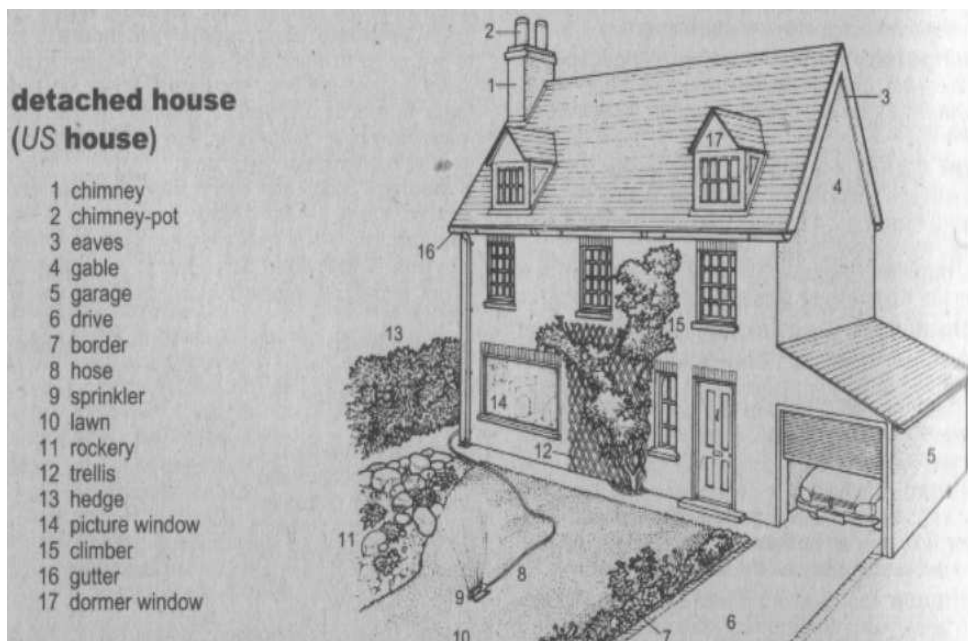 detached house
(US house)
1 chimney
2 chimney-pot
3 eaves
4 gable
5 garage
6 drive
7 border
8 hose
9 sprinkler
10 lawn
11 rockery
12 trellis
13 hedge
14 picture window
15 climber
16 gutter
17 dormer window
2
1
3
17
4
16
13
15
14
12
5
11
8
9
10
7
6